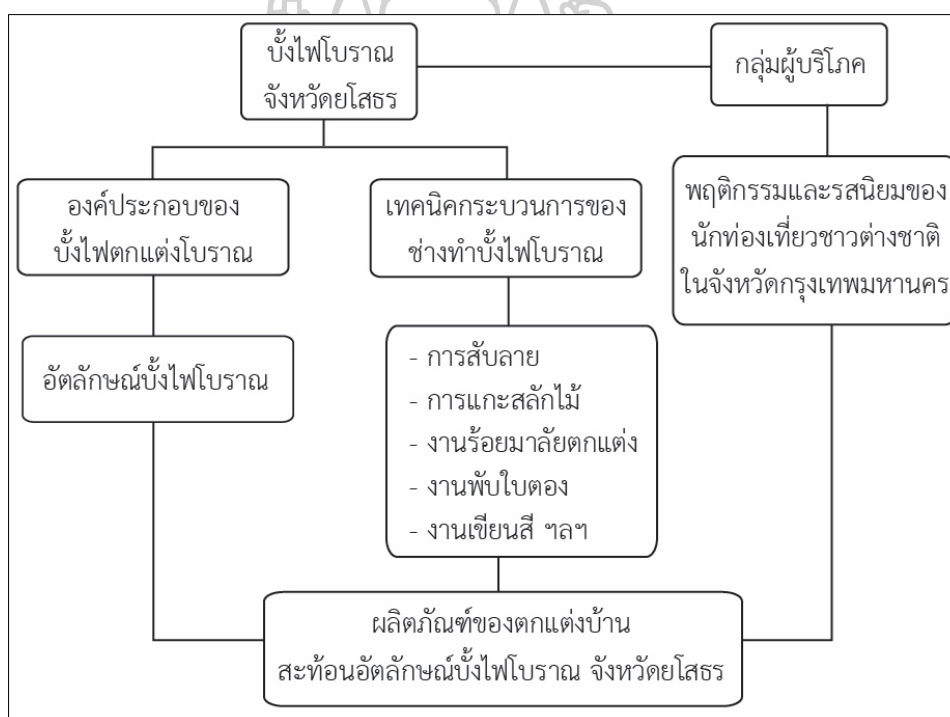 บั้งไฟโบราณ
จังหวัดยโสธร
กลุ่มผู้บริโภค
องค์ประกอบของ
บั้งไฟตกแต่งโบราณ
เทคนิคกระบวนการของ
ช่างทำบั้งไฟโบราณ
พฤติกรรมและรสนิยมของ
นักท่องเที่ยวชาวต่างชาติ
ในจังหวัดกรุงเทพมหานคร
อัตลักษณ์บั้งไฟโบราณ
- การสับลาย
- การแกะสลักไม้
- งานร้อยมาลัยตกแต่ง
- งานพับใบตอง
- งานเขียนสี ฯลฯ
ผลิตภัณฑ์ของตกแต่งบ้าน
สะท้อนอัตลักษณ์บั้งไฟโบราณ จังหวัดยโสธร